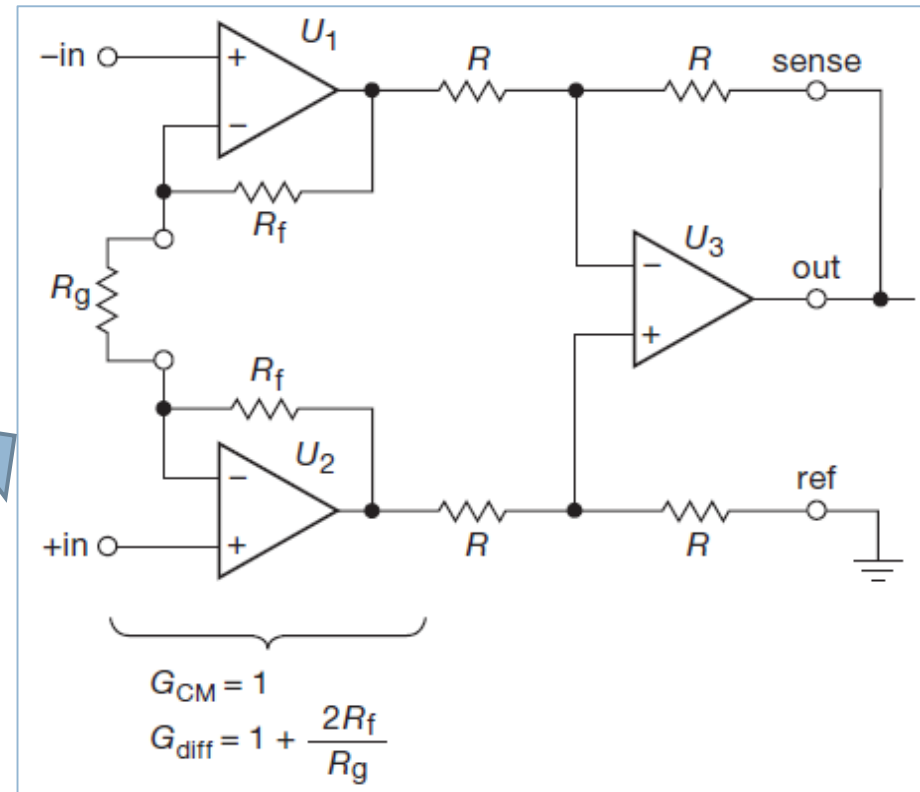 –in
+
–
U1
Rf
R
R
sense
Rg
U3
–
+
out
Rf
U2
–
+
+in
R
R
ref
GCM = 1
Gdiff = 1 + 2Rf
Rg